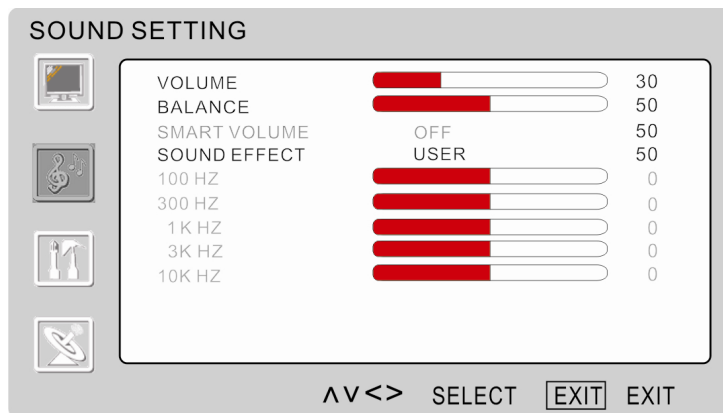 SOUND SETTING
VOLUME 30
BALANCE 50
SMART VOLUME OFF 50
SOUND EFFECT USER 50
100 HZ 0
300 HZ 0
1K HZ 0
3K HZ 0
10K HZ 0
∧∨<> SELECT EXIT EXIT